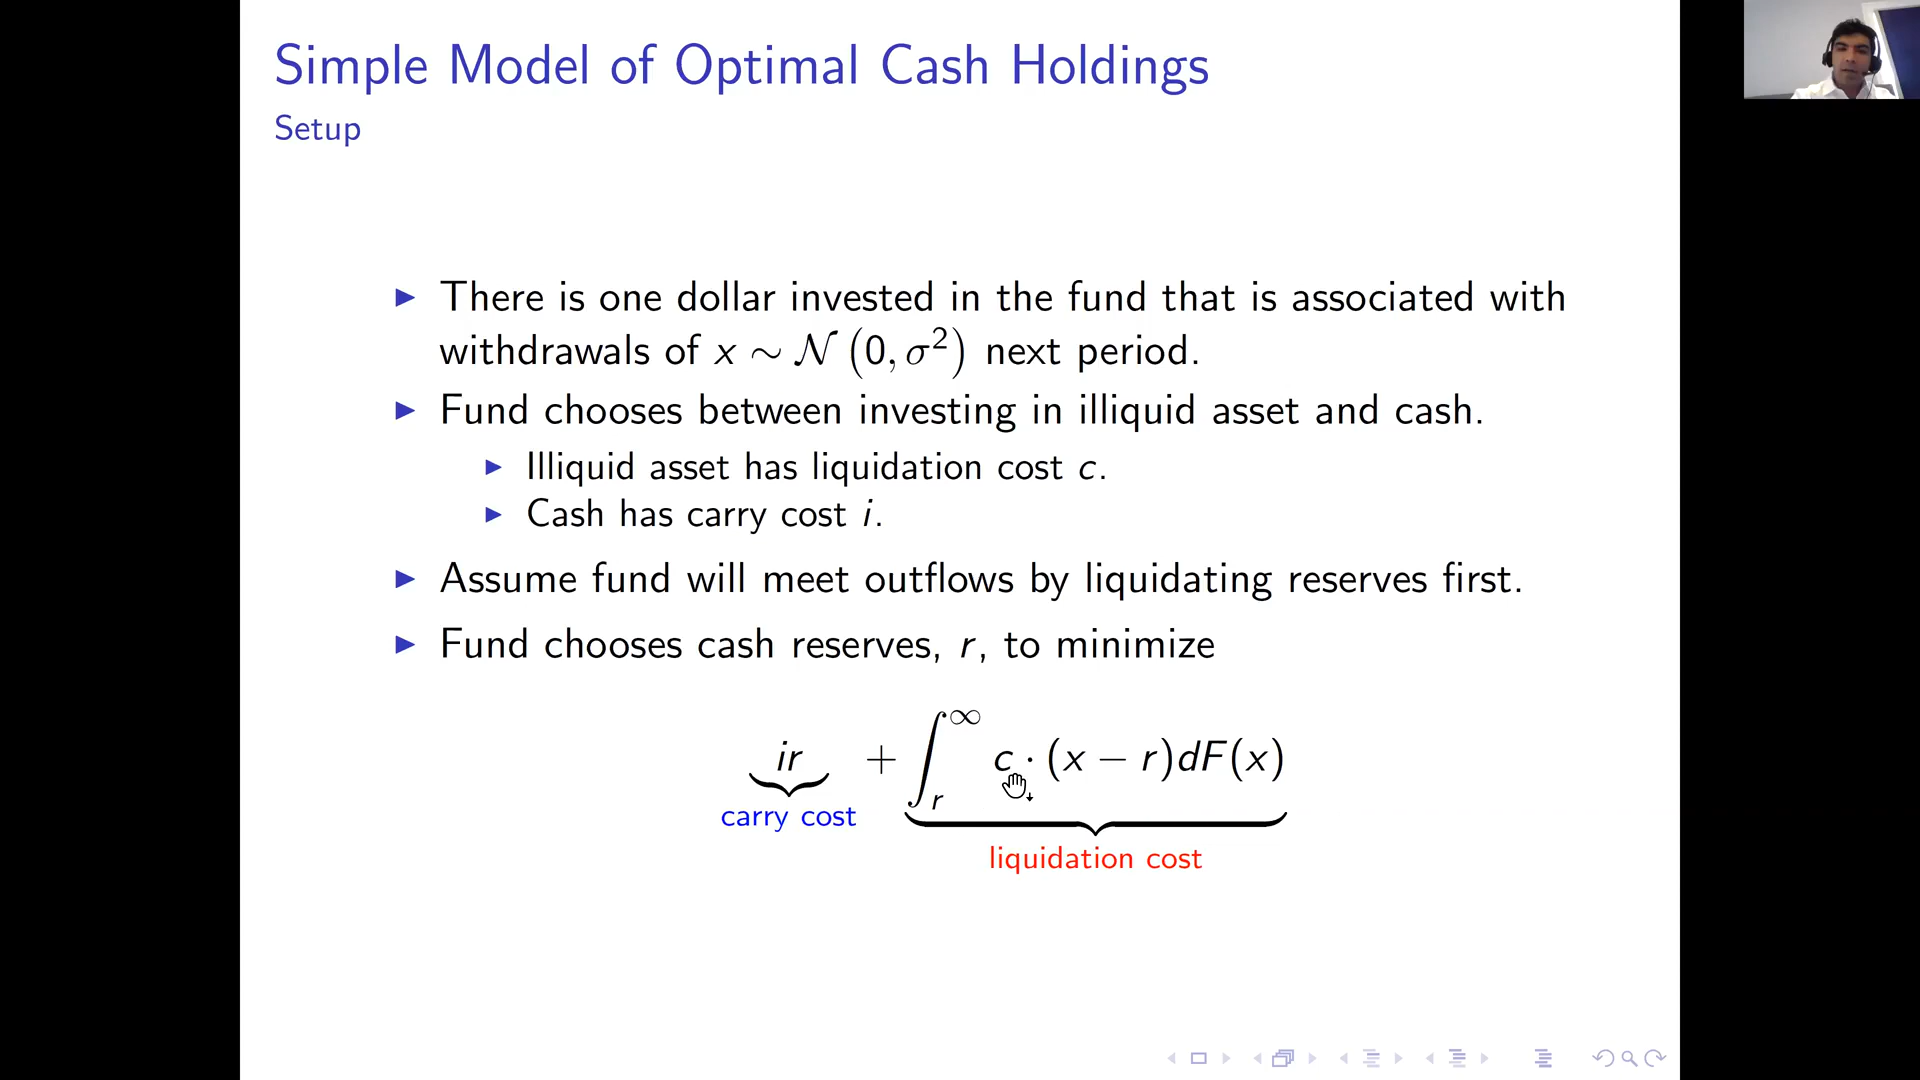 Simple Model of Optimal Cash Holdings
Setup
► There is one dollar invested in the fund that is associated with
withdrawals of x ∼ 𝒩 (0, σ²) next period.
► Fund chooses between investing in illiquid asset and cash.
► Illiquid asset has liquidation cost c.
► Cash has carry cost i.
► Assume fund will meet outflows by liquidating reserves first.
► Fund chooses cash reserves, r, to minimize
ir + ∫_r^∞ c · (x − r)dF(x)
carry cost
liquidation cost